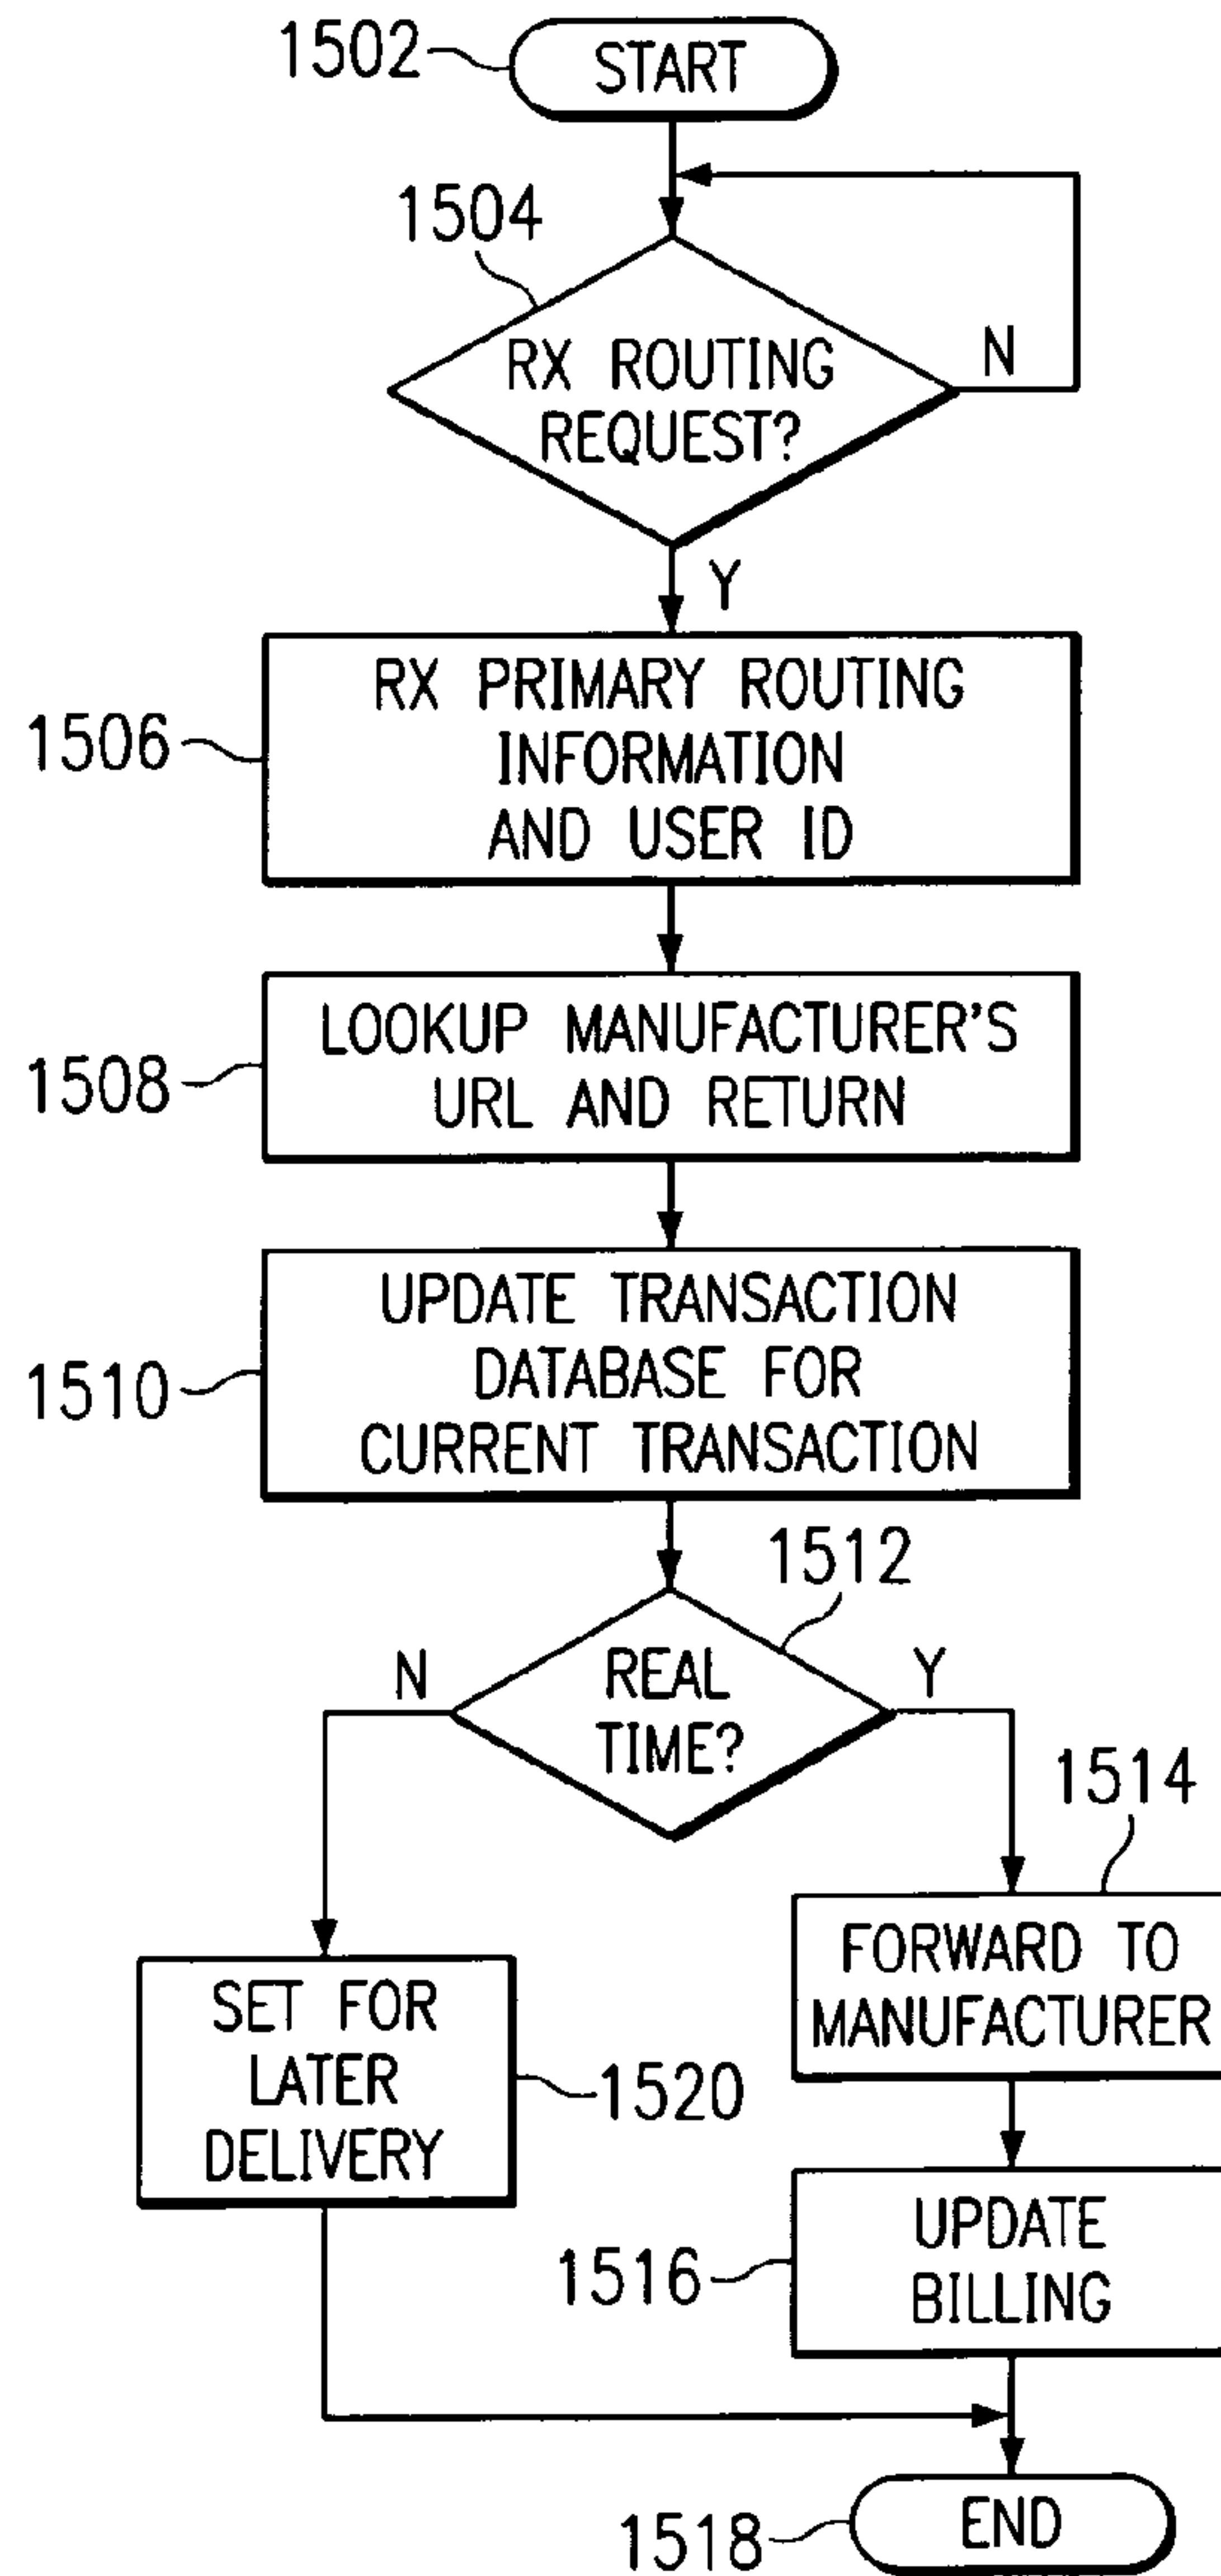 1502
START
1504
RX ROUTING
REQUEST?
N
Y
1506
RX PRIMARY ROUTING
INFORMATION
AND USER ID
1508
LOOKUP MANUFACTURER'S
URL AND RETURN
1510
UPDATE TRANSACTION
DATABASE FOR
CURRENT TRANSACTION
1512
N
REAL
TIME?
Y
1514
FORWARD TO
MANUFACTURER
SET FOR
LATER
DELIVERY
1520
1516
UPDATE
BILLING
1518
END